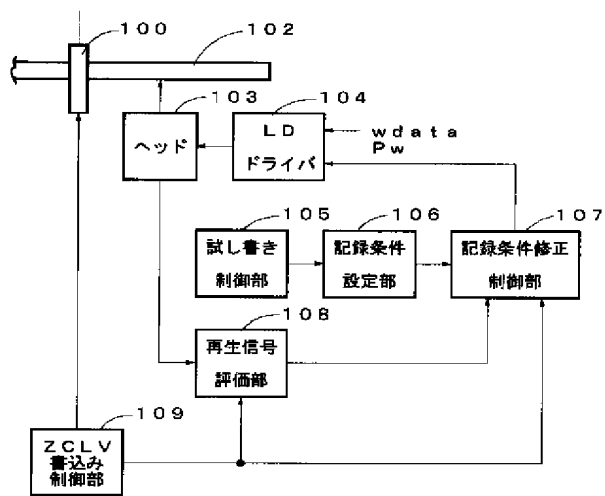 100
102
103
104
ヘッド
LD
ドライバ
wdata
Pw
105
106
107
試し書き
制御部
記録条件
設定部
記録条件修正
制御部
108
再生信号
評価部
109
ZCLV
書込み
制御部